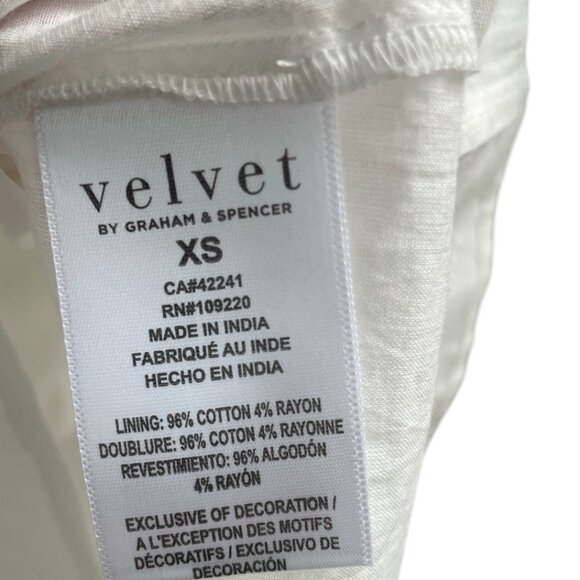 velvet
BY GRAHAM & SPENCER
XS
CA#42241
RN#109220
MADE IN INDIA
FABRIQUÉ AU INDE
HECHO EN INDIA
LINING: 96% COTTON 4% RAYON
DOUBLURE: 96% COTON 4% RAYONNE
REVESTIMIENTO: 96% ALGODÓN
4% RAYÓN
EXCLUSIVE OF DECORATION /
A L'EXCEPTION DES MOTIFS
DÉCORATIFS / EXCLUSIVO DE
DECORACIÓN